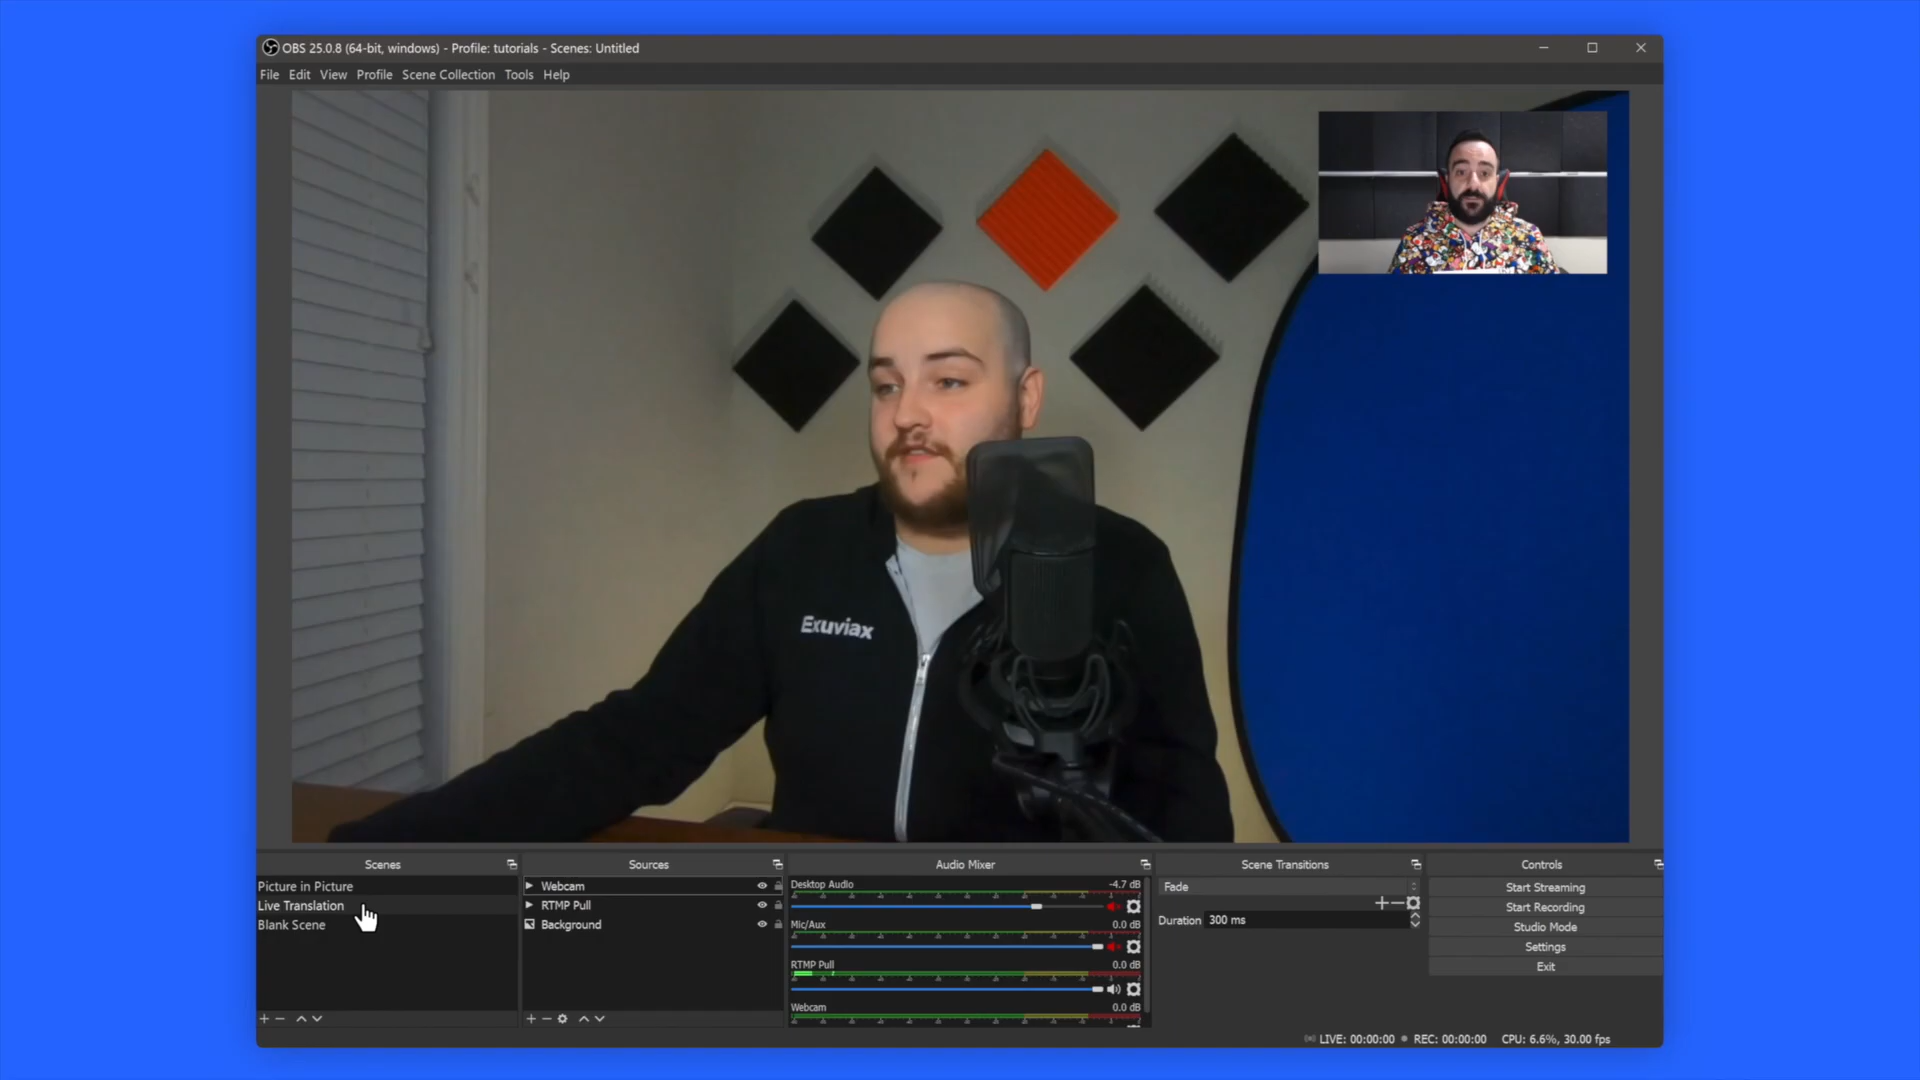 OBS 25.0.8 (64-bit, windows) - Profile: tutorials - Scenes: Untitled
File Edit View Profile Scene Collection Tools Help
Exuviax
Scenes
Picture in Picture
Live Translation
Blank Scene
Sources
Webcam
RTMP Pull
Background
Audio Mixer
Desktop Audio -4.7 dB
Mic/Aux 0.0 dB
RTMP Pull 0.0 dB
Webcam 0.0 dB
Scene Transitions
Fade
Duration 300 ms
Controls
Start Streaming
Start Recording
Studio Mode
Settings
Exit
LIVE: 00:00:00 REC: 00:00:00 CPU: 6.6%, 30.00 fps